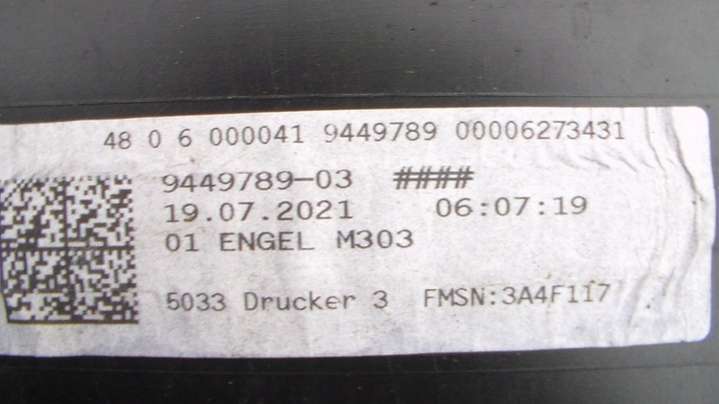 48 0 6 000041 9449789 00006273431
9449789-03 ####
19.07.2021 06:07:19
01 ENGEL M303
5033 Drucker 3 FMSN:3A4F117